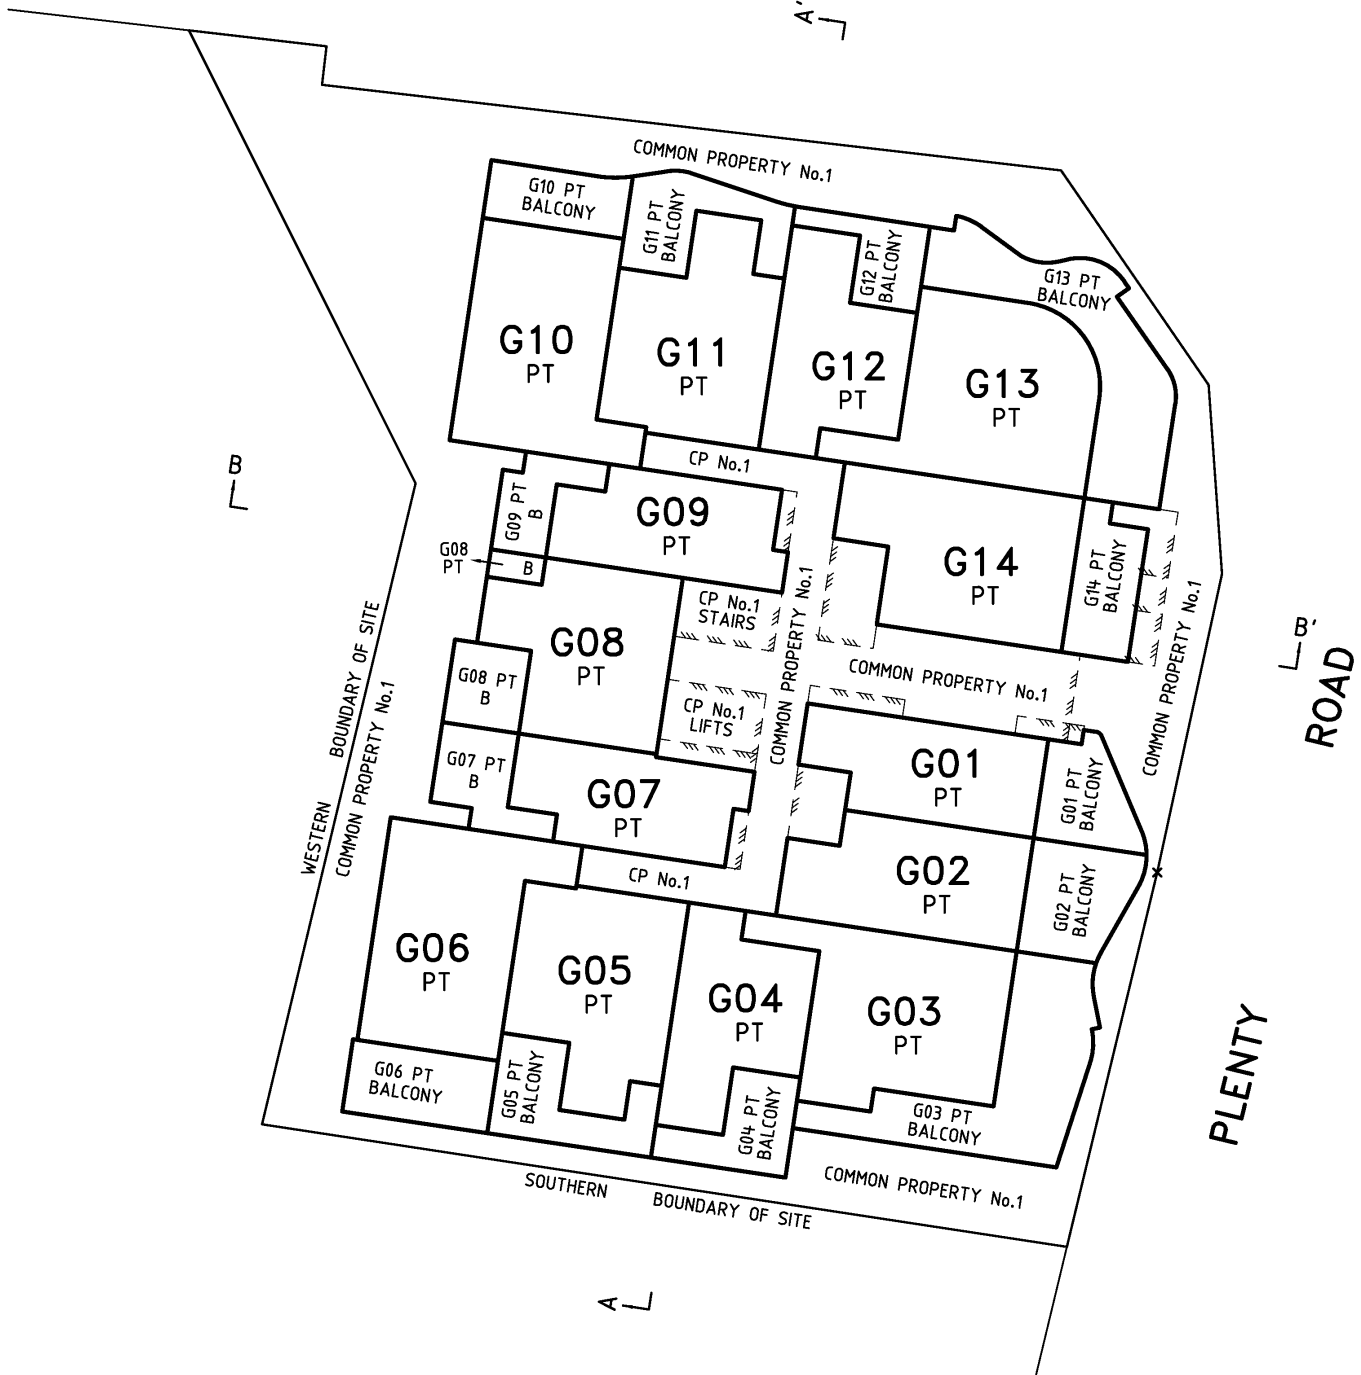 A'
COMMON PROPERTY No.1
G10 PT
BALCONY
G11 PT
BALCONY
G12 PT
BALCONY
G13 PT
BALCONY
G10
PT
G11
PT
G12
PT
G13
PT
B
CP No.1
G09 PT
B
G09
PT
G14
PT
G14 PT
BALCONY
G08
PT
B
CP No.1
STAIRS
COMMON PROPERTY No.1
COMMON PROPERTY No.1
B'
G08
PT
G08 PT
B
COMMON PROPERTY No.1
CP No.1
LIFTS
ROAD
WESTERN BOUNDARY OF SITE
COMMON PROPERTY No.1
G07 PT
B
G07
PT
G01
PT
G01 PT
BALCONY
CP No.1
G02
PT
G02 PT
BALCONY
G06
PT
G05
PT
G04
PT
G03
PT
PLENTY
G06 PT
BALCONY
G05 PT
BALCONY
G04 PT
BALCONY
G03 PT
BALCONY
COMMON PROPERTY No.1
SOUTHERN BOUNDARY OF SITE
A